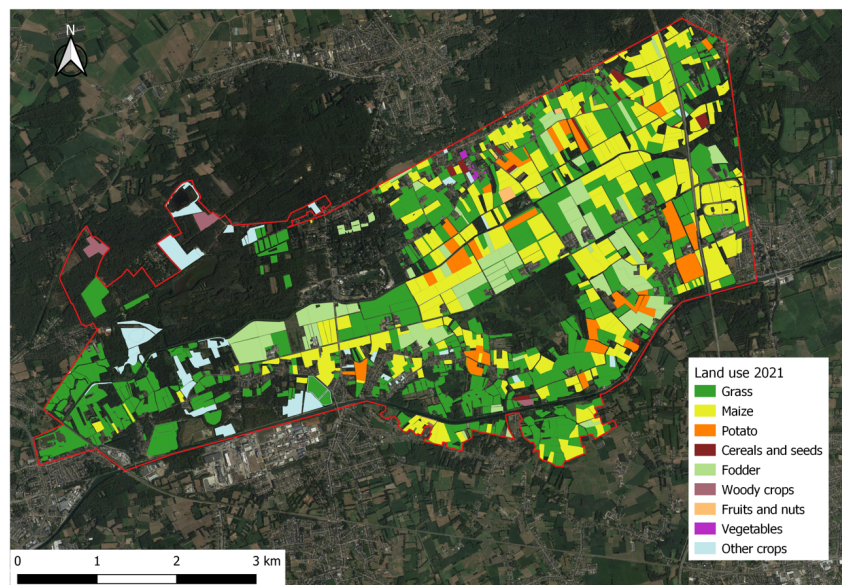 N
Land use 2021
Grass
Maize
Potato
Cereals and seeds
Fodder
Woody crops
Fruits and nuts
Vegetables
Other crops
0 1 2 3 km